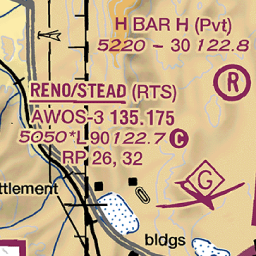 H BAR H (Pvt)
5220 - 30 122.8
R
RENO/STEAD (RTS)
AWOS-3 135.175
5050 *L 90 122.7 C
RP 26, 32
G
ttlement
bldgs